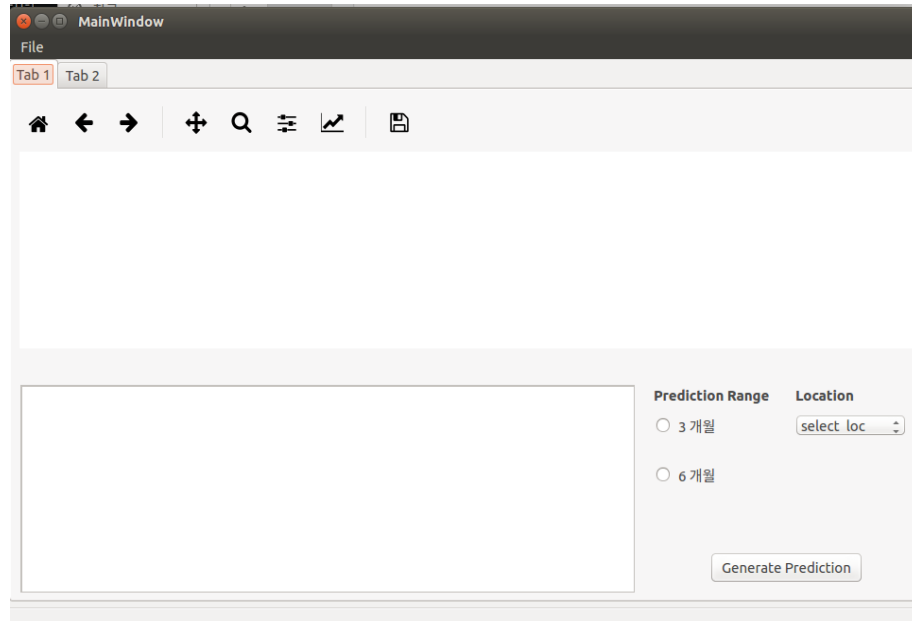 MainWindow
File
Tab 1 Tab 2
Prediction Range Location
3 개월 select loc
6 개월
Generate Prediction